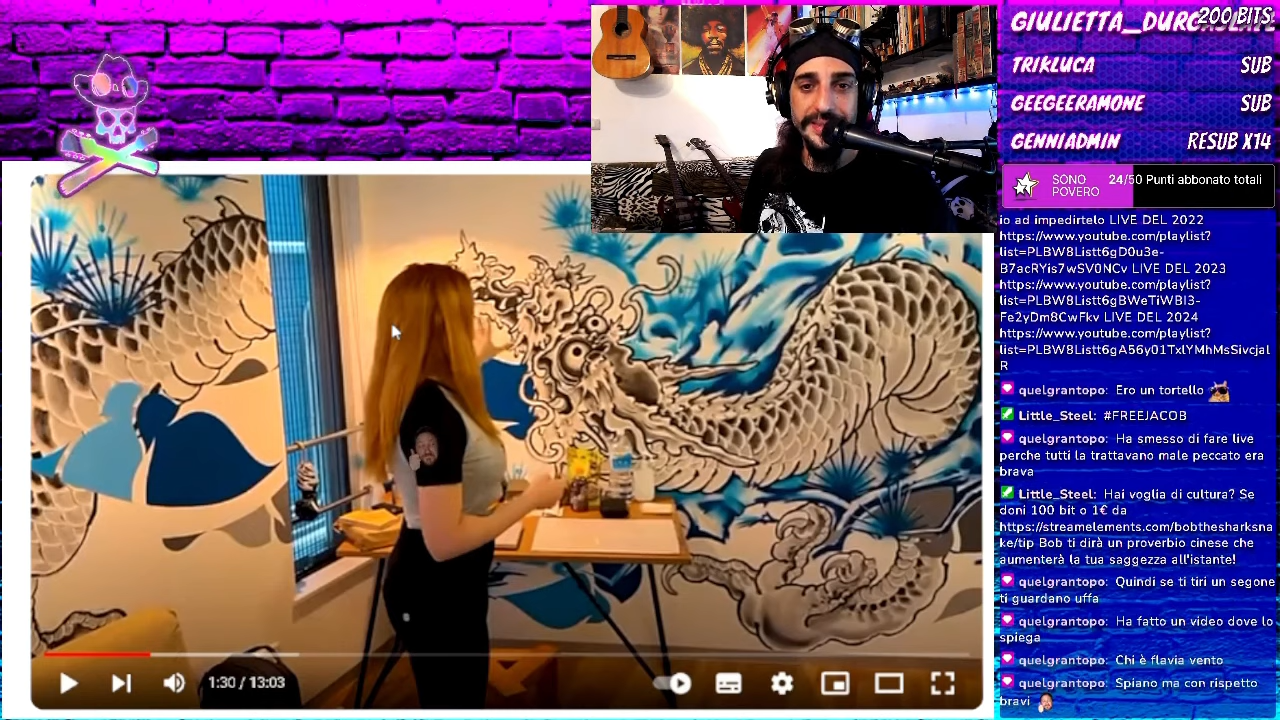 200 BITS
TRIKLUCA SUB
GEEGEERAMONE SUB
GENNIADMIN RESUB X14
SONO POVERO
24/50 Punti abbonato totali
io ad impedirtelo LIVE DEL 2022
https://www.youtube.com/playlist?
list=PLBW8Listt6gD0u3e-
B7acRYis7wSV0NCv LIVE DEL 2023
https://www.youtube.com/playlist?
list=PLBW8Listt6gBWeTiWBI3-
Fe2yDm8CwFkv LIVE DEL 2024
https://www.youtube.com/playlist?
list=PLBW8Listt6gA56y01TxlYMhMsSivcjal
R
quelgrantopo: Ero un tortello
Little_Steel: #FREEJACOB
quelgrantopo: Ha smesso di fare live
perche tutti la trattavano male peccato era
brava
Little_Steel: Hai voglia di cultura? Se
doni 100 bit o 1€ da
https://streamelements.com/bobthesharksna
ke/tip Bob ti dirà un proverbio cinese che
aumenterà la tua saggezza all'istante!
quelgrantopo: Quindi se ti tiri un segone
ti guardano uffa
quelgrantopo: Ha fatto un video dove lo
spiega
quelgrantopo: Chi è flavia vento
quelgrantopo: Spiano ma con rispetto
bravi
1:30 / 13:03